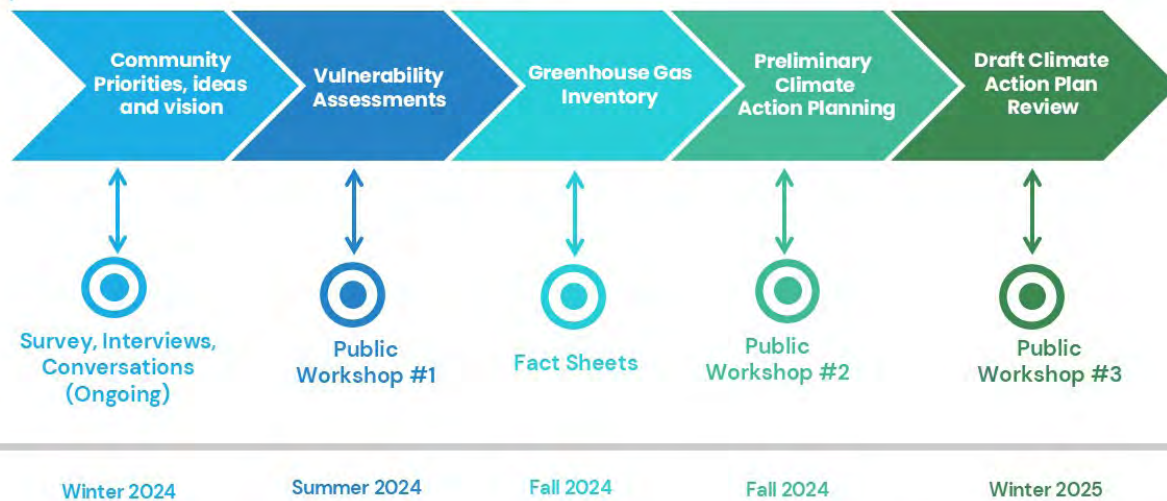 Community
Priorities, ideas
and vision
Vulnerability
Assessments
Greenhouse Gas
Inventory
Preliminary
Climate
Action Planning
Draft Climate
Action Plan
Review
Survey, Interviews,
Conversations
(Ongoing)
Public
Workshop #1
Fact Sheets
Public
Workshop #2
Public
Workshop #3
Winter 2024
Summer 2024
Fall 2024
Fall 2024
Winter 2025